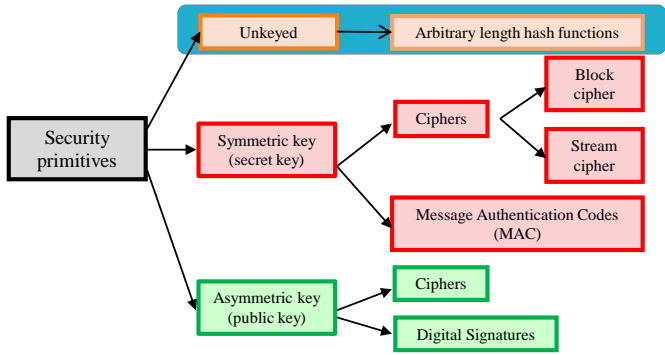 Unkeyed
Arbitrary length hash functions
Security
primitives
Symmetric key
(secret key)
Ciphers
Block
cipher
Stream
cipher
Message Authentication Codes
(MAC)
Asymmetric key
(public key)
Ciphers
Digital Signatures